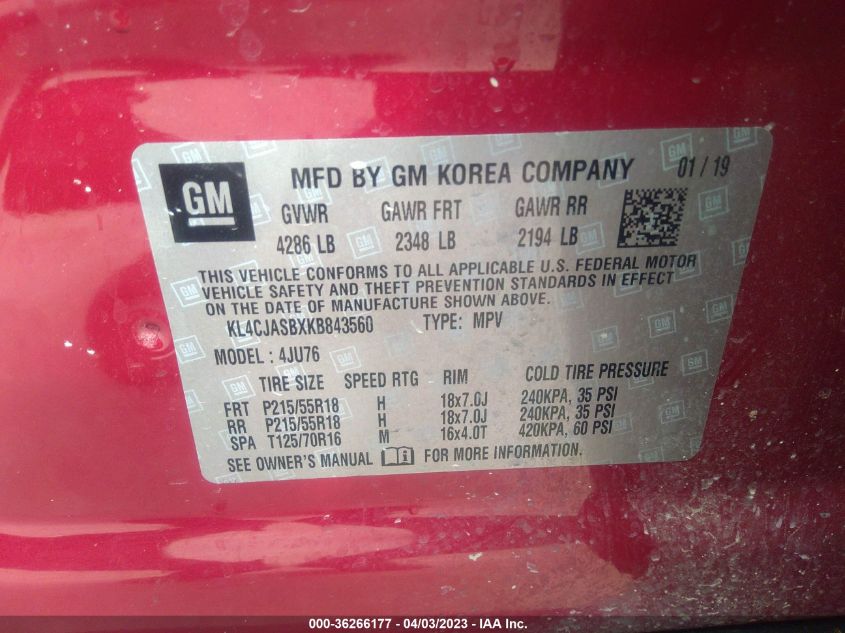 GM
MFD BY GM KOREA COMPANY 01 / 19
GVWR GAWR FRT GAWR RR
4286 LB 2348 LB 2194 LB
THIS VEHICLE CONFORMS TO ALL APPLICABLE U.S. FEDERAL MOTOR
VEHICLE SAFETY AND THEFT PREVENTION STANDARDS IN EFFECT
ON THE DATE OF MANUFACTURE SHOWN ABOVE.
KL4CJASBXKB843560 TYPE: MPV
MODEL : 4JU76
TIRE SIZE SPEED RTG RIM COLD TIRE PRESSURE
FRT P215/55R18 H 18x7.0J 240KPA, 35 PSI
RR P215/55R18 H 18x7.0J 240KPA, 35 PSI
SPA T125/70R16 M 16x4.0T 420KPA, 60 PSI
SEE OWNER'S MANUAL FOR MORE INFORMATION.
000-36266177 - 04/03/2023 - IAA Inc.